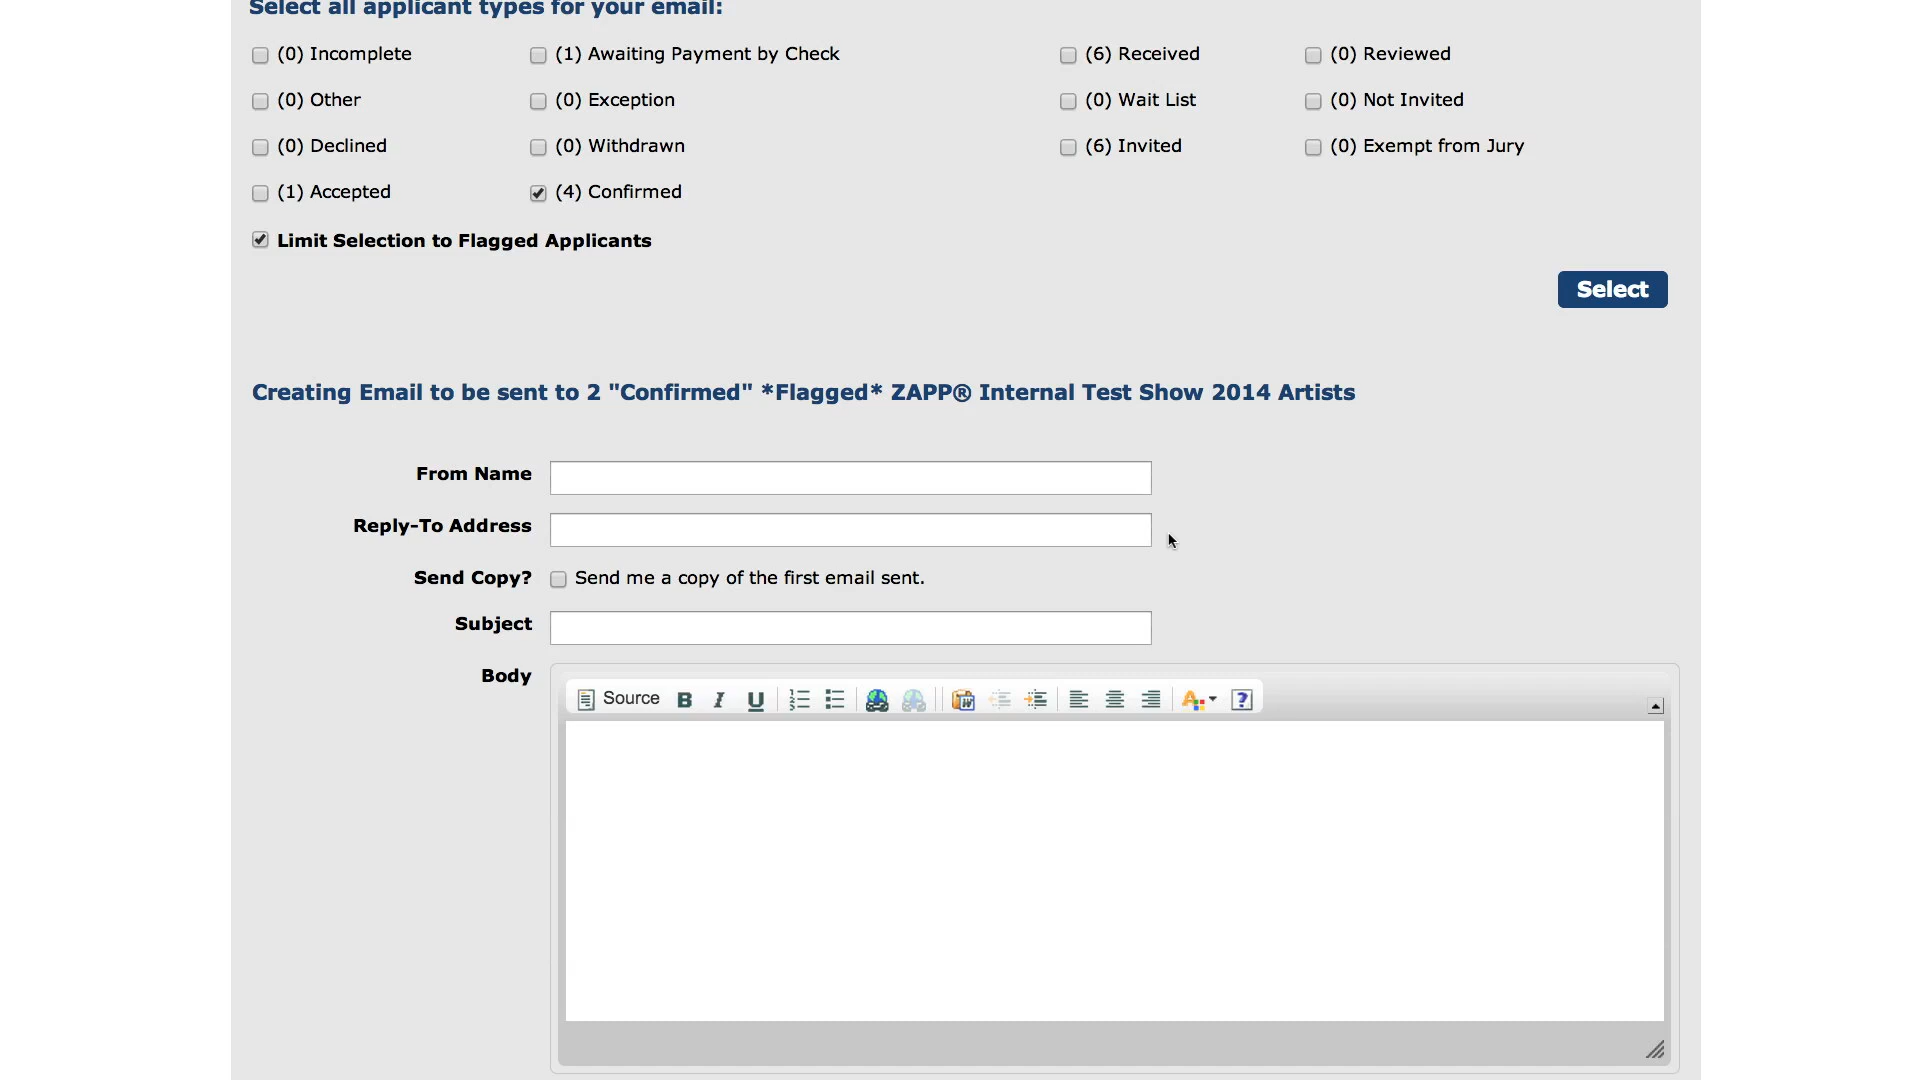 Select all applicant types for your email:
(0) Incomplete (1) Awaiting Payment by Check (6) Received (0) Reviewed
(0) Other (0) Exception (0) Wait List (0) Not Invited
(0) Declined (0) Withdrawn (6) Invited (0) Exempt from Jury
(1) Accepted (4) Confirmed
Limit Selection to Flagged Applicants
Select
Creating Email to be sent to 2 "Confirmed" *Flagged* ZAPP® Internal Test Show 2014 Artists
From Name
Reply-To Address
Send Copy? Send me a copy of the first email sent.
Subject
Body
Source B I U